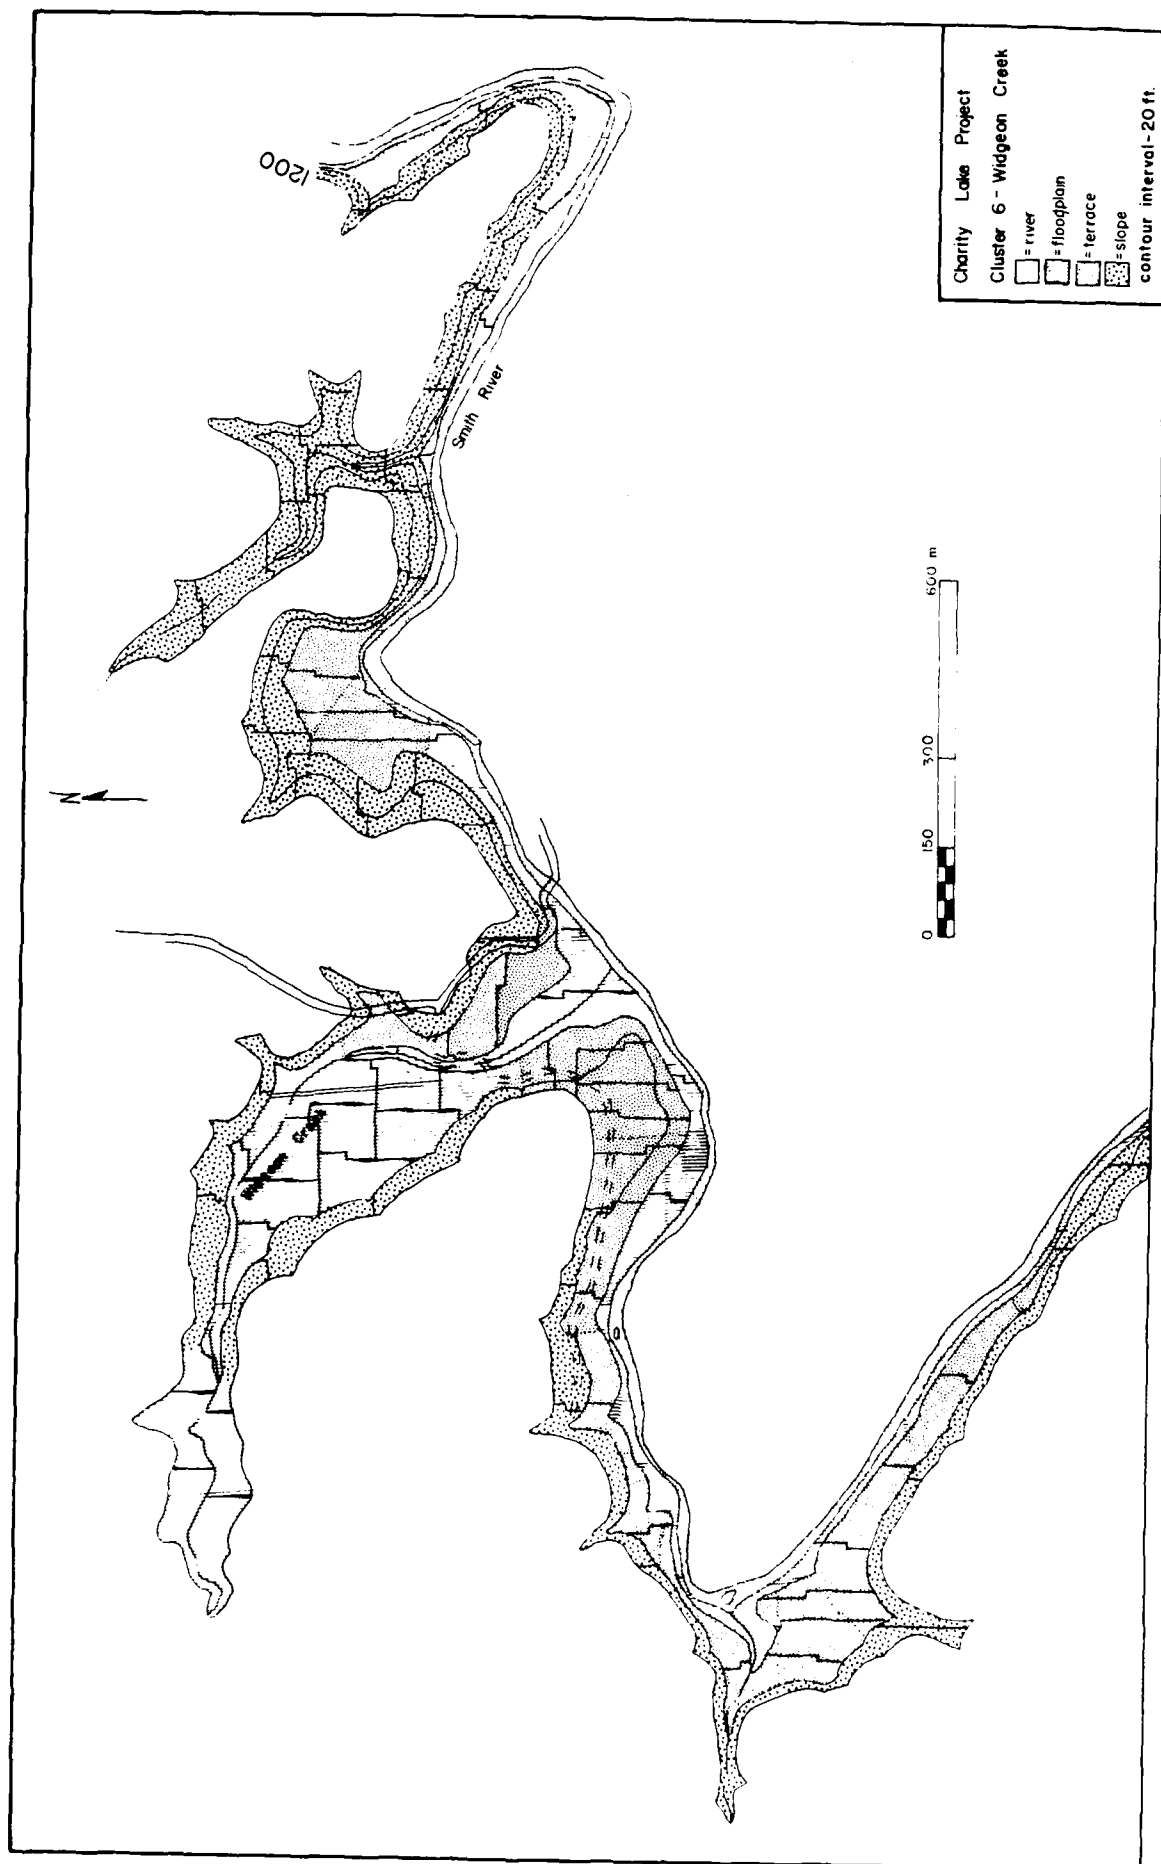 1200
Smith River
N
Widgeon Creek
0 150 300 600 m
Charity Lake Project
Cluster 6 - Widgeon Creek
= river
= floodplain
= terrace
= slope
contour interval - 20 ft.